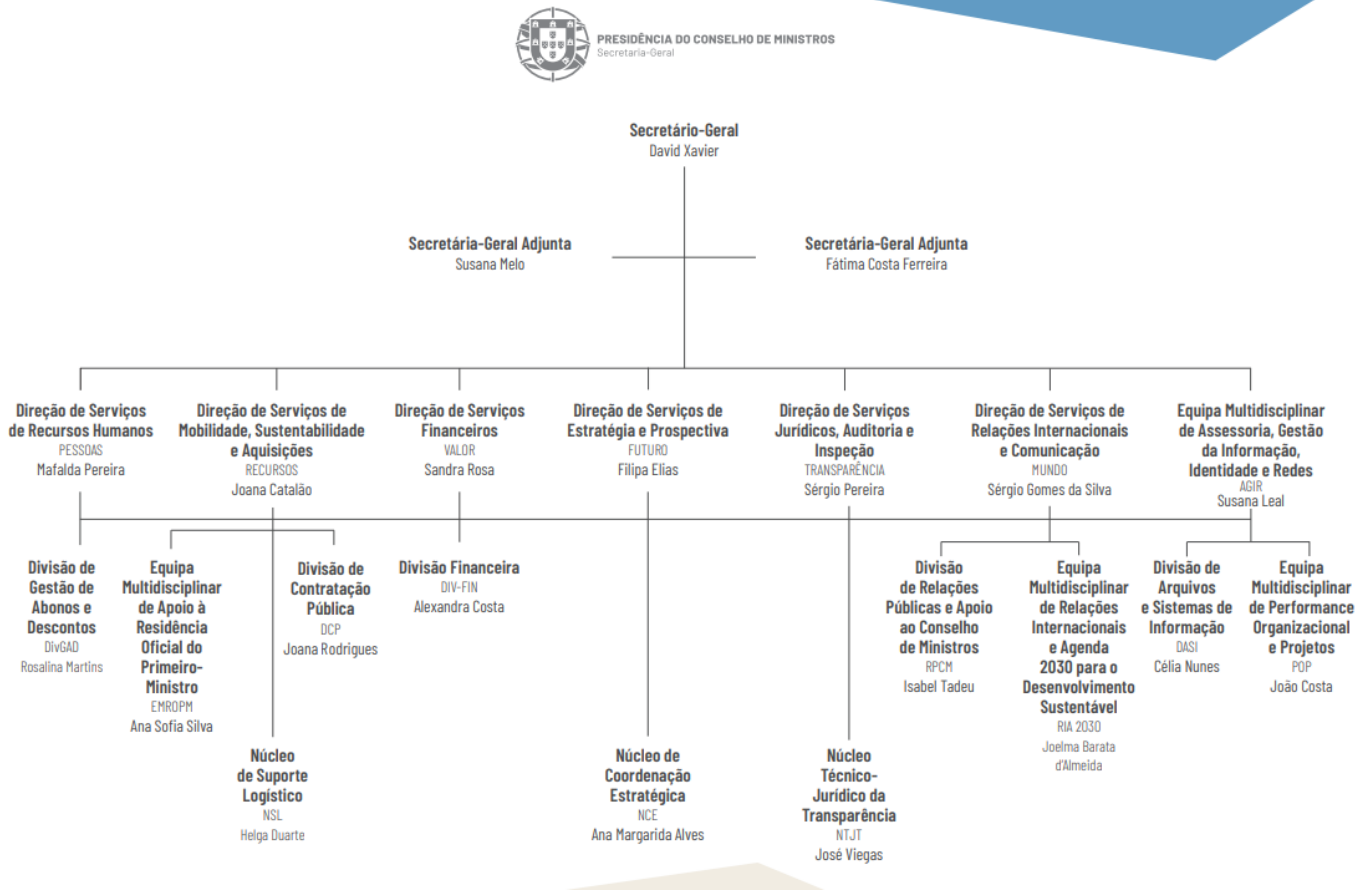 PRESIDÊNCIA DO CONSELHO DE MINISTROS
Secretaria-Geral
Secretário-Geral
David Xavier
Secretária-Geral Adjunta
Susana Melo
Secretária-Geral Adjunta
Fátima Costa Ferreira
Direção de Serviços
de Recursos Humanos
PESSOAS
Mafalda Pereira
Direção de Serviços de
Mobilidade, Sustentabilidade
e Aquisições
RECURSOS
Joana Catalão
Direção de Serviços
Financeiros
VALOR
Sandra Rosa
Direção de Serviços de
Estratégia e Prospectiva
FUTURO
Filipa Elias
Direção de Serviços
Jurídicos, Auditoria e
Inspeção
TRANSPARÊNCIA
Sérgio Pereira
Direção de Serviços de
Relações Internacionais
e Comunicação
MUNDO
Sérgio Gomes da Silva
Equipa Multidisciplinar
de Assessoria, Gestão
da Informação,
Identidade e Redes
AGIR
Susana Leal
Divisão de
Gestão de
Abonos e
Descontos
DivGAD
Rosalina Martins
Equipa
Multidisciplinar
de Apoio à
Residência
Oficial do
Primeiro-
Ministro
EMROPM
Ana Sofia Silva
Divisão de
Contratação
Pública
DCP
Joana Rodrigues
Divisão Financeira
DIV-FIN
Alexandra Costa
Divisão
de Relações
Públicas e Apoio
ao Conselho
de Ministros
RPCM
Isabel Tadeu
Equipa
Multidisciplinar
de Relações
Internacionais
e Agenda
2030 para o
Desenvolvimento
Sustentável
RIA 2030
Joelma Barata
d'Almeida
Divisão de
Arquivos
e Sistemas de
Informação
DASI
Célia Nunes
Equipa
Multidisciplinar
de Performance
Organizacional
e Projetos
POP
João Costa
Núcleo
de Suporte
Logístico
NSL
Helga Duarte
Núcleo de
Coordenação
Estratégica
NCE
Ana Margarida Alves
Núcleo
Técnico-
Jurídico da
Transparência
NTJT
José Viegas